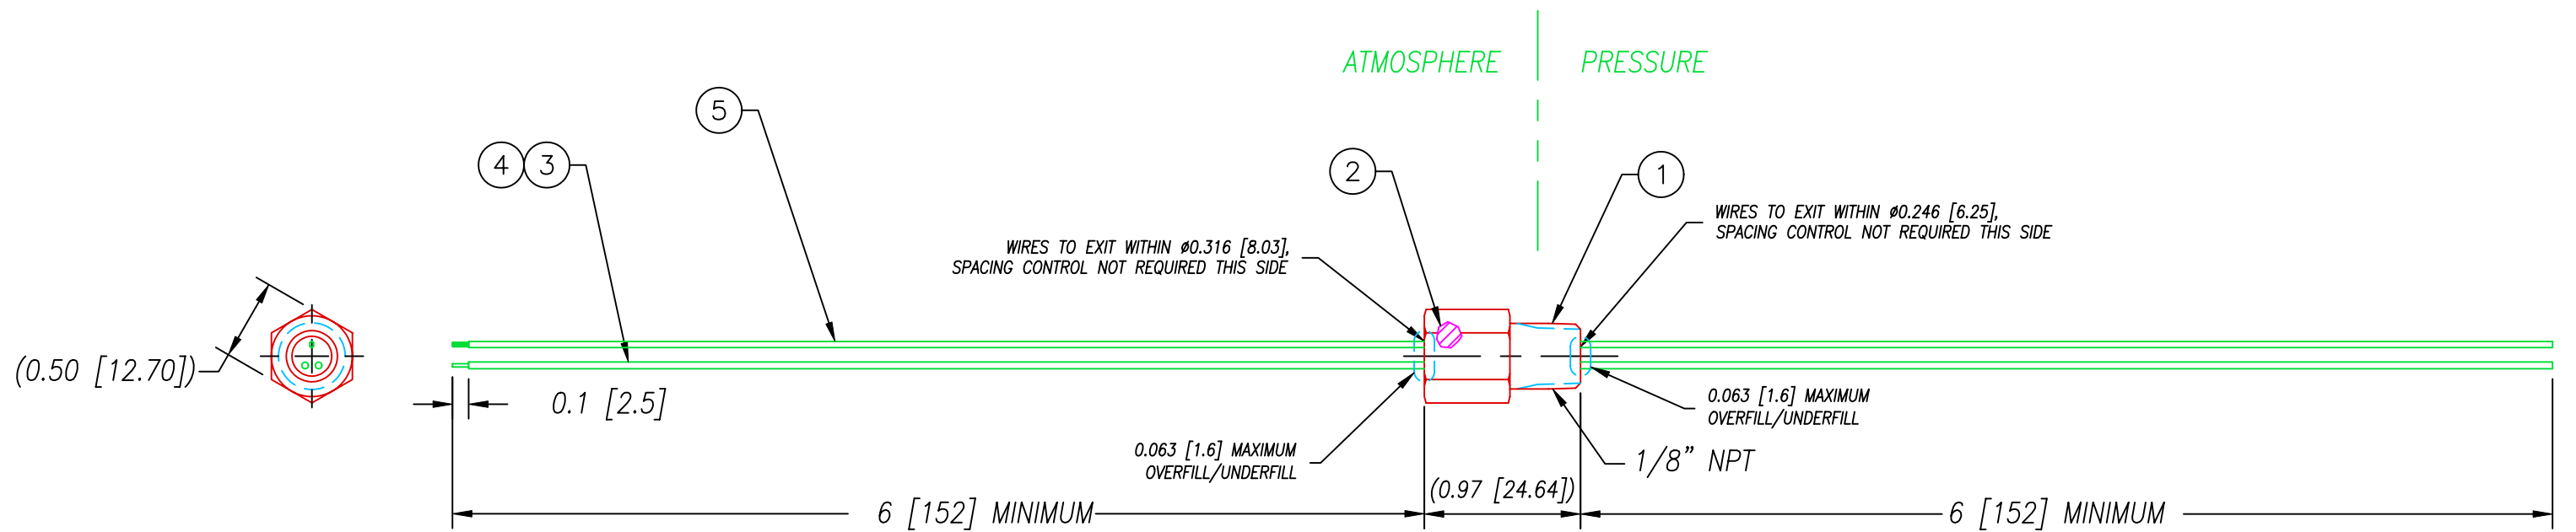 ATMOSPHERE
PRESSURE
5
4
3
2
1
WIRES TO EXIT WITHIN ø0.246 [6.25],
SPACING CONTROL NOT REQUIRED THIS SIDE
WIRES TO EXIT WITHIN ø0.316 [8.03],
SPACING CONTROL NOT REQUIRED THIS SIDE
(0.50 [12.70])
0.1 [2.5]
0.063 [1.6] MAXIMUM
OVERFILL/UNDERFILL
0.063 [1.6] MAXIMUM
OVERFILL/UNDERFILL
1/8” NPT
(0.97 [24.64])
6 [152] MINIMUM
6 [152] MINIMUM